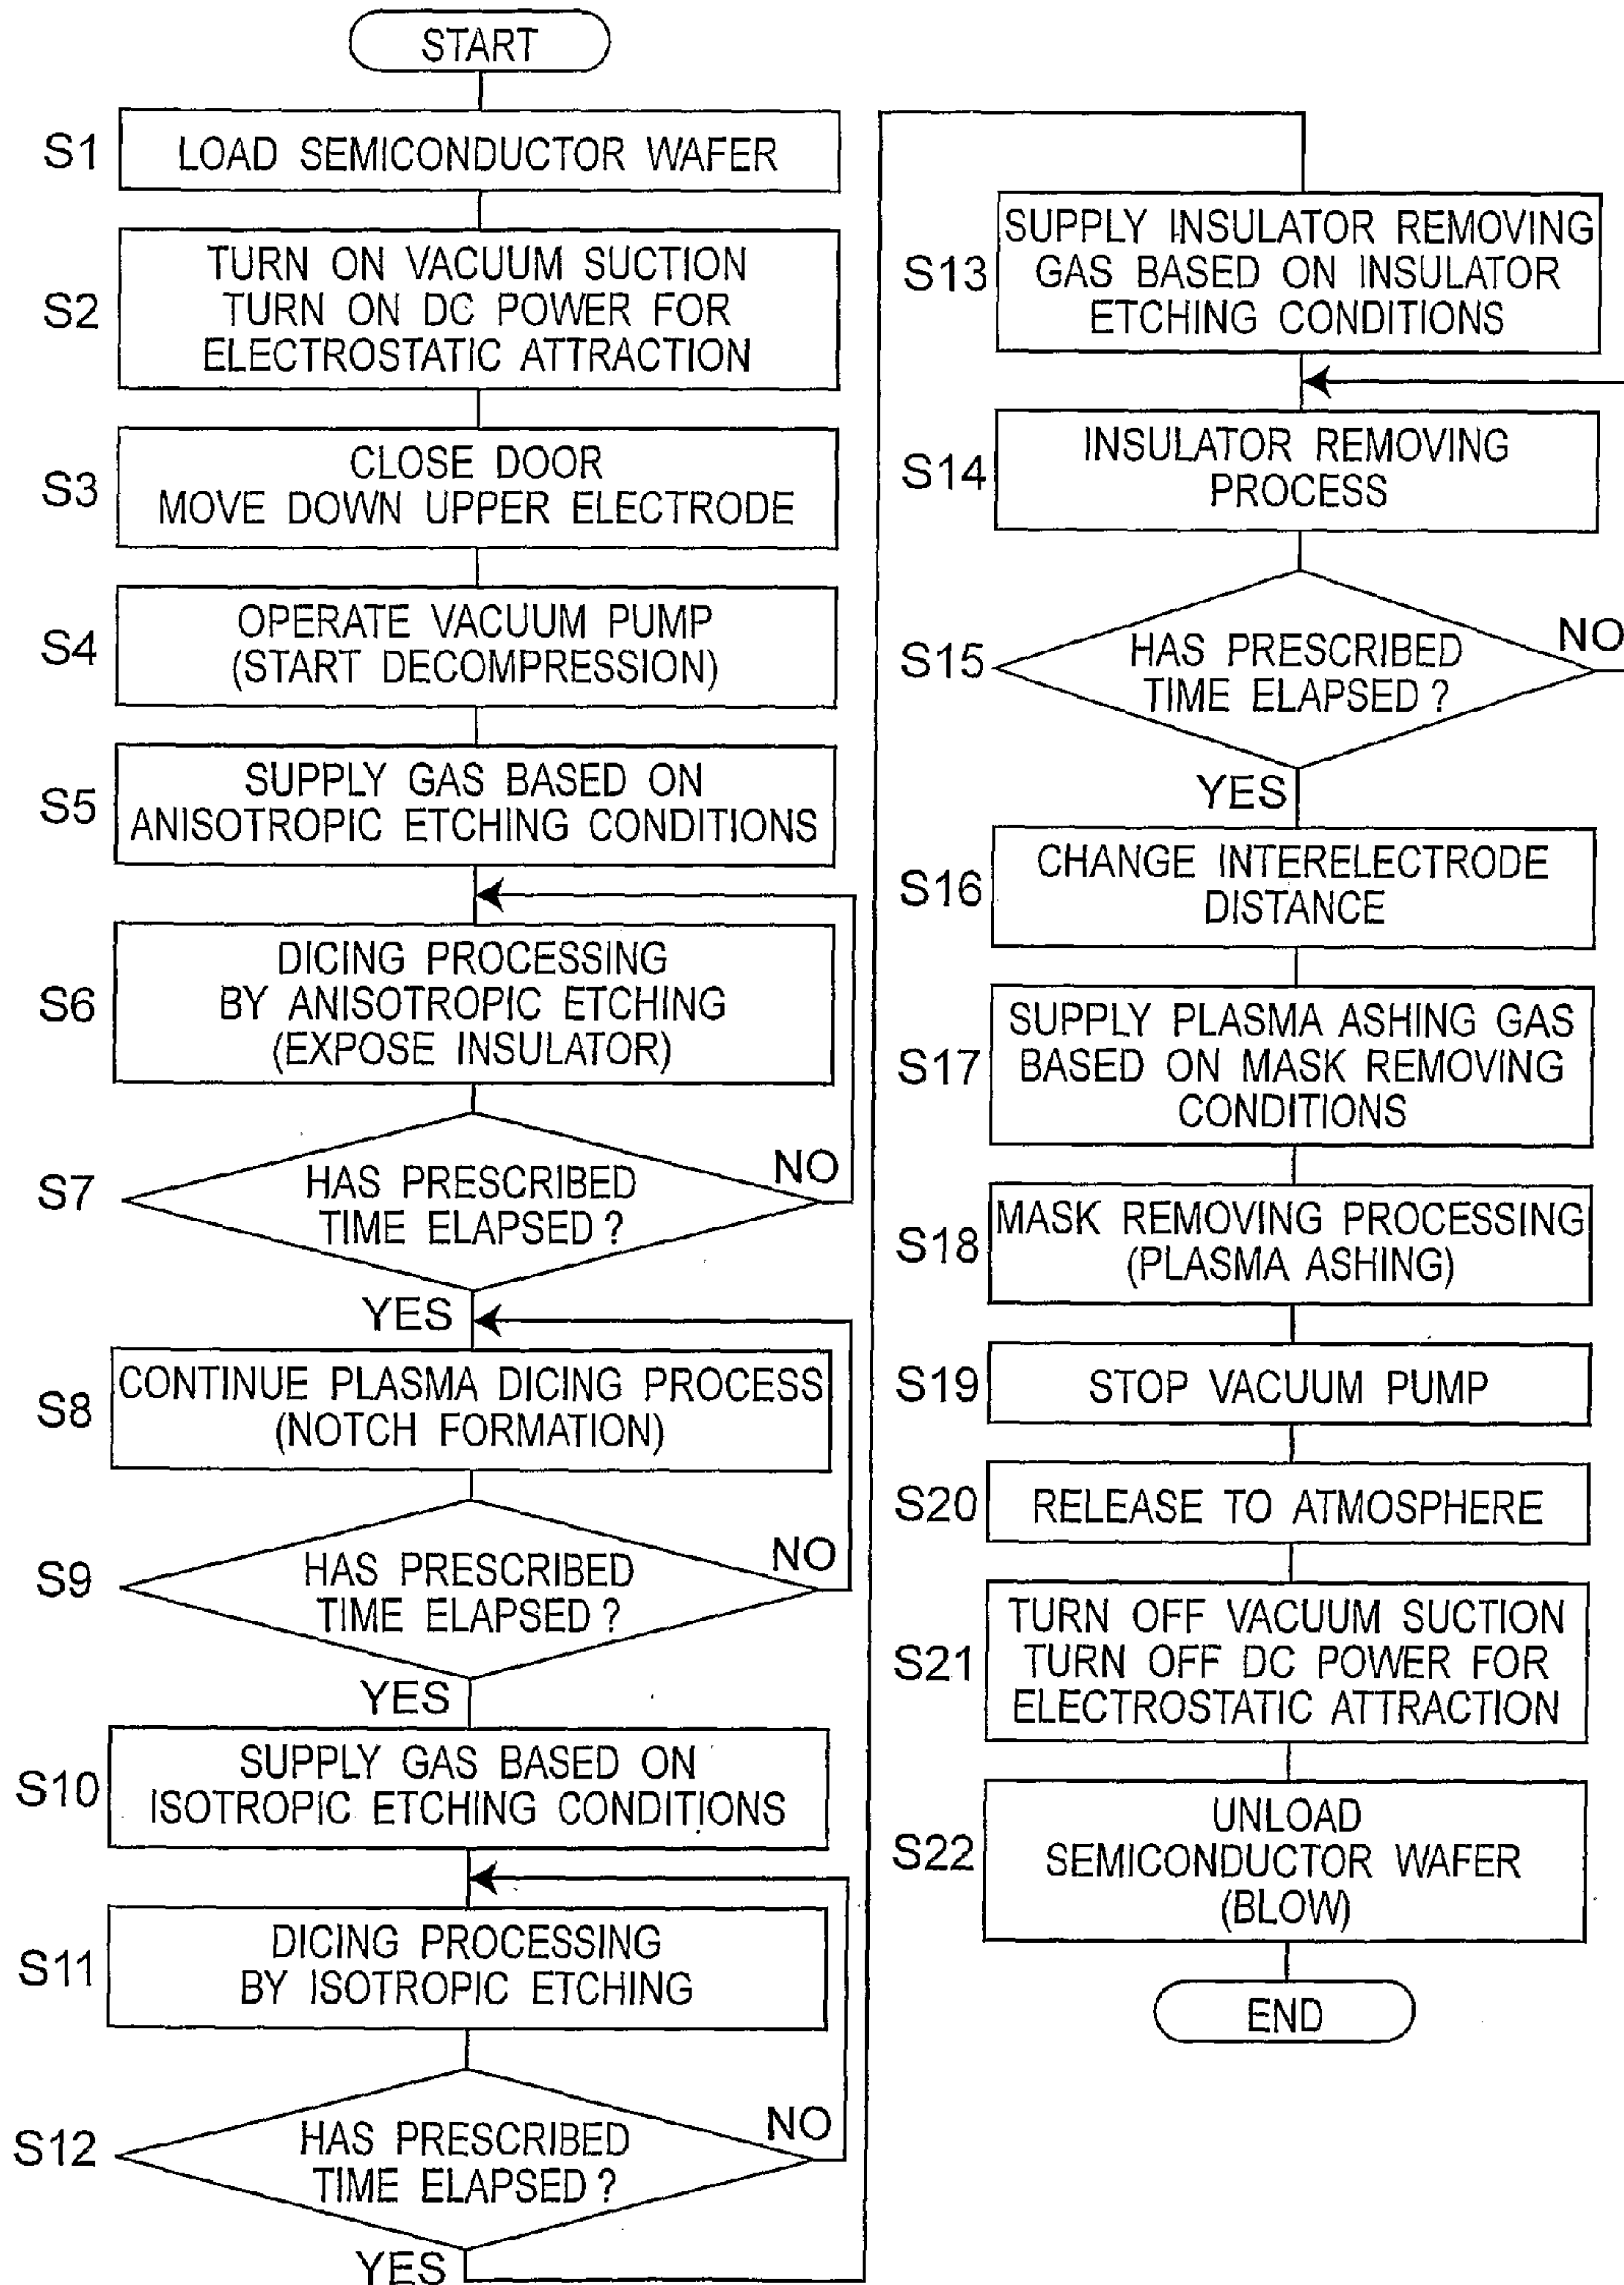 START
S1
LOAD SEMICONDUCTOR WAFER
S2
TURN ON VACUUM SUCTION
TURN ON DC POWER FOR
ELECTROSTATIC ATTRACTION
S3
CLOSE DOOR
MOVE DOWN UPPER ELECTRODE
S4
OPERATE VACUUM PUMP
(START DECOMPRESSION)
S5
SUPPLY GAS BASED ON
ANISOTROPIC ETCHING CONDITIONS
S6
DICING PROCESSING
BY ANISOTROPIC ETCHING
(EXPOSE INSULATOR)
S7
HAS PRESCRIBED
TIME ELAPSED?
NO
YES
S8
CONTINUE PLASMA DICING PROCESS
(NOTCH FORMATION)
S9
HAS PRESCRIBED
TIME ELAPSED?
NO
YES
S10
SUPPLY GAS BASED ON
ISOTROPIC ETCHING CONDITIONS
S11
DICING PROCESSING
BY ISOTROPIC ETCHING
S12
HAS PRESCRIBED
TIME ELAPSED?
NO
YES
S13
SUPPLY INSULATOR REMOVING
GAS BASED ON INSULATOR
ETCHING CONDITIONS
S14
INSULATOR REMOVING
PROCESS
S15
HAS PRESCRIBED
TIME ELAPSED?
NO
YES
S16
CHANGE INTERELECTRODE
DISTANCE
S17
SUPPLY PLASMA ASHING GAS
BASED ON MASK REMOVING
CONDITIONS
S18
MASK REMOVING PROCESSING
(PLASMA ASHING)
S19
STOP VACUUM PUMP
S20
RELEASE TO ATMOSPHERE
S21
TURN OFF VACUUM SUCTION
TURN OFF DC POWER FOR
ELECTROSTATIC ATTRACTION
S22
UNLOAD
SEMICONDUCTOR WAFER
(BLOW)
END